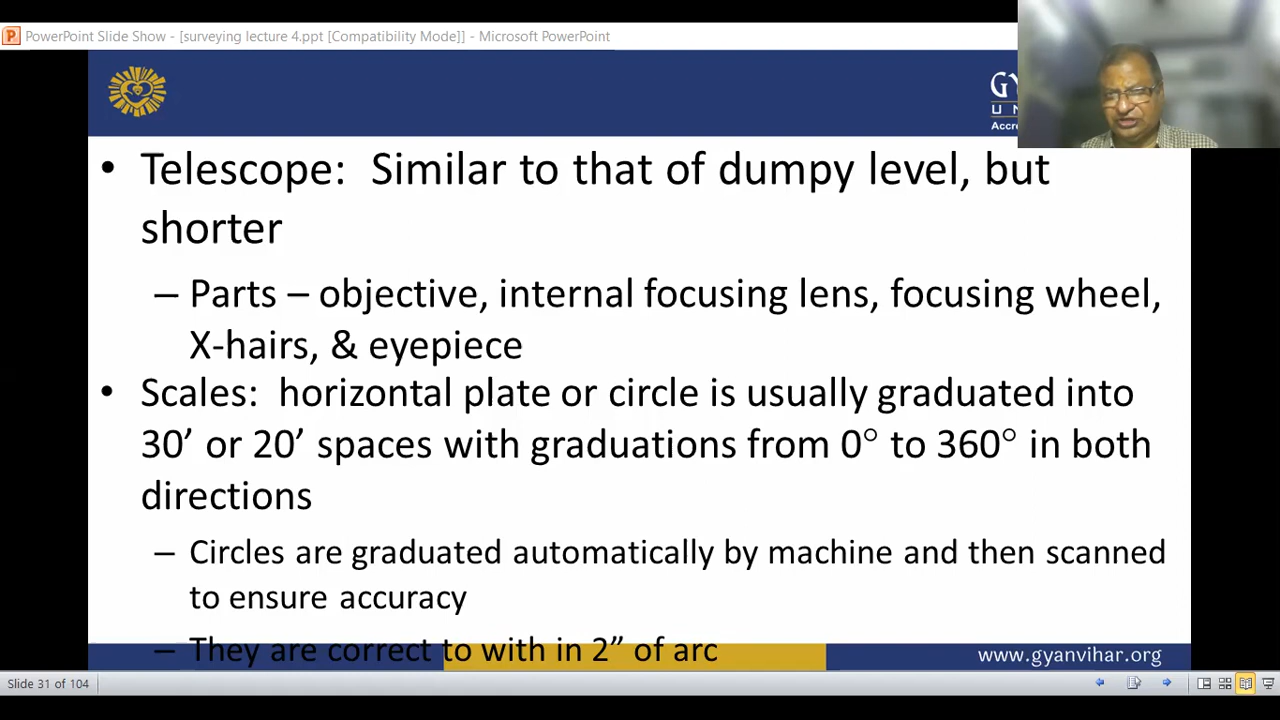 PowerPoint Slide Show - [surveying lecture 4.ppt [Compatibility Mode]] - Microsoft PowerPoint
GY
UN
Accre
• Telescope: Similar to that of dumpy level, but
shorter
– Parts – objective, internal focusing lens, focusing wheel,
X-hairs, & eyepiece
• Scales: horizontal plate or circle is usually graduated into
30’ or 20’ spaces with graduations from 0° to 360° in both
directions
– Circles are graduated automatically by machine and then scanned
to ensure accuracy
– They are correct to with in 2” of arc
www.gyanvihar.org
Slide 31 of 104